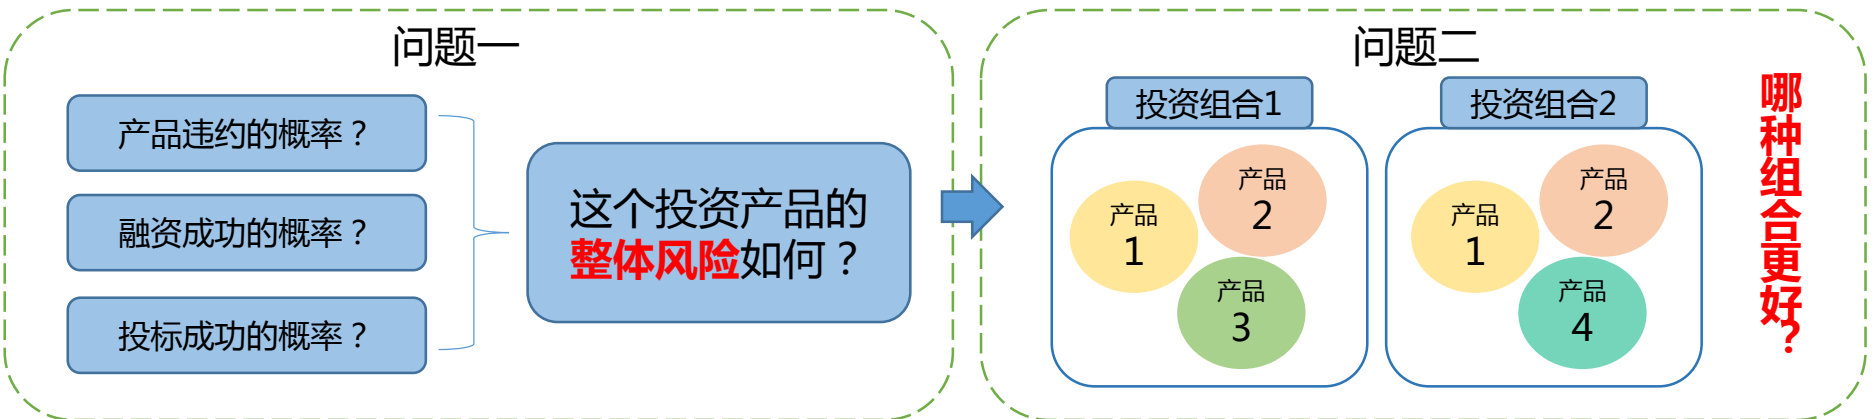 问题一
产品违约的概率？
融资成功的概率？
投标成功的概率？
这个投资产品的
整体风险如何？
问题二
投资组合1
产品
1
产品
2
产品
3
投资组合2
产品
1
产品
2
产品
4
哪种组合更好？